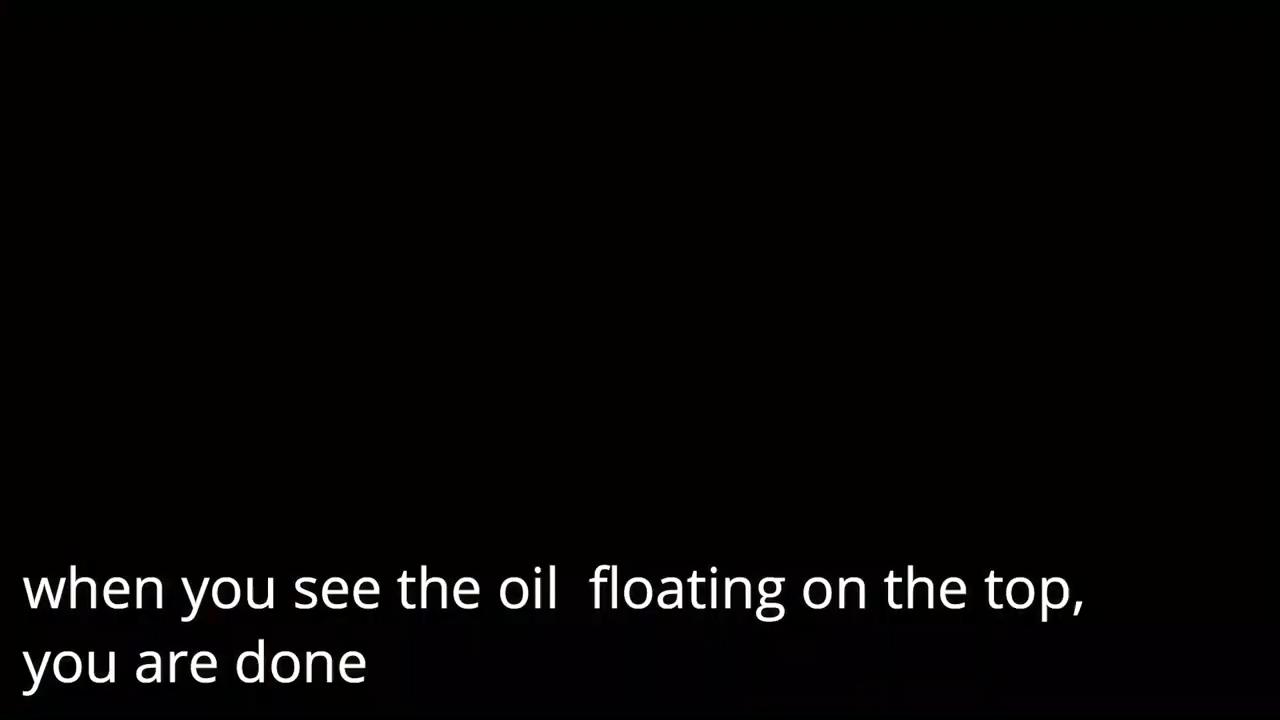 when you see the oil  floating on the top,
you are done